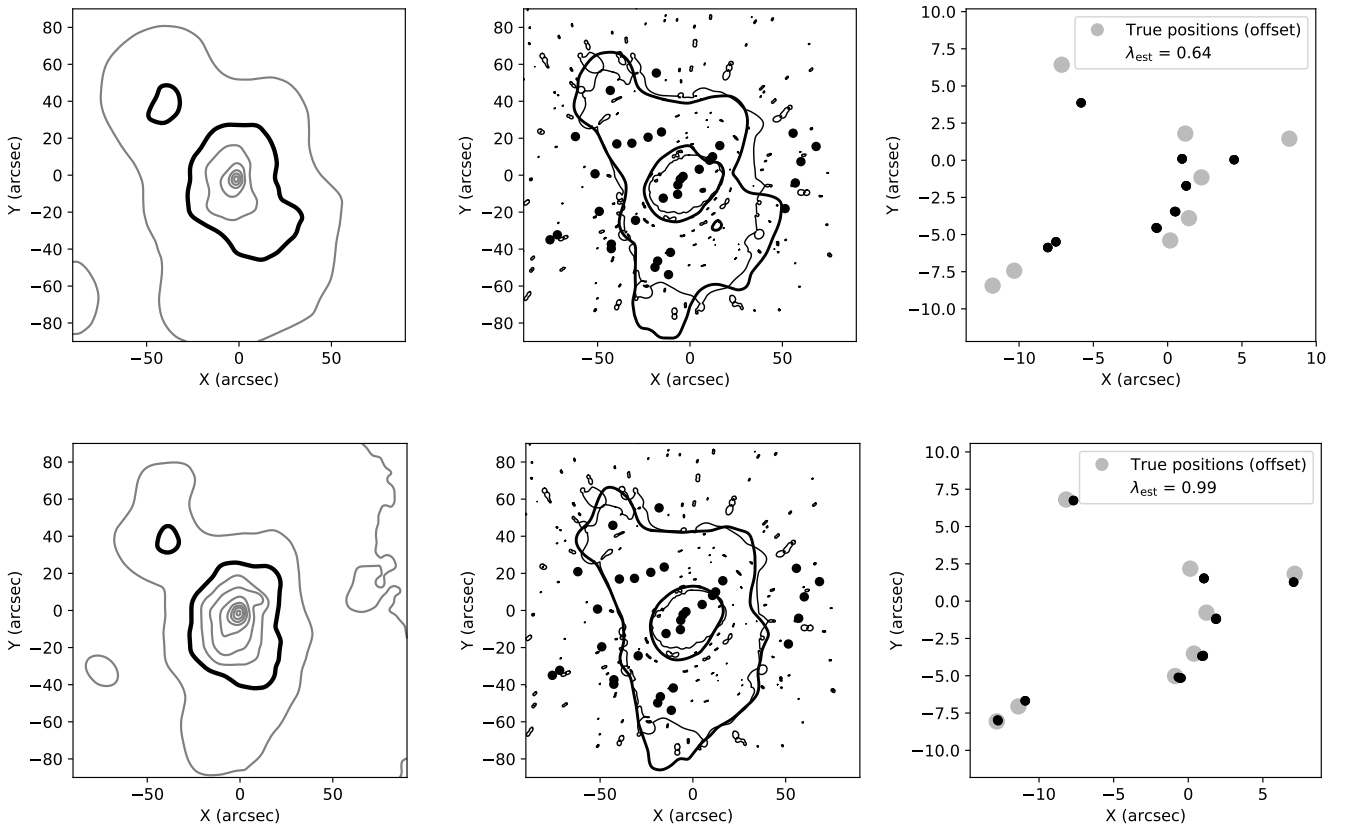 80
60
40
20
0
−20
−40
−60
−80
Y (arcsec)
−50 0 50
X (arcsec)
80
60
40
20
0
−20
−40
−60
−80
Y (arcsec)
−50 0 50
X (arcsec)
True positions (offset)
λest = 0.64
10.0
7.5
5.0
2.5
0.0
−2.5
−5.0
−7.5
−10.0
Y (arcsec)
−10 −5 0 5 10
X (arcsec)
80
60
40
20
0
−20
−40
−60
−80
Y (arcsec)
−50 0 50
X (arcsec)
80
60
40
20
0
−20
−40
−60
−80
Y (arcsec)
−50 0 50
X (arcsec)
True positions (offset)
λest = 0.99
10.0
7.5
5.0
2.5
0.0
−2.5
−5.0
−7.5
−10.0
Y (arcsec)
−10 −5 0 5
X (arcsec)